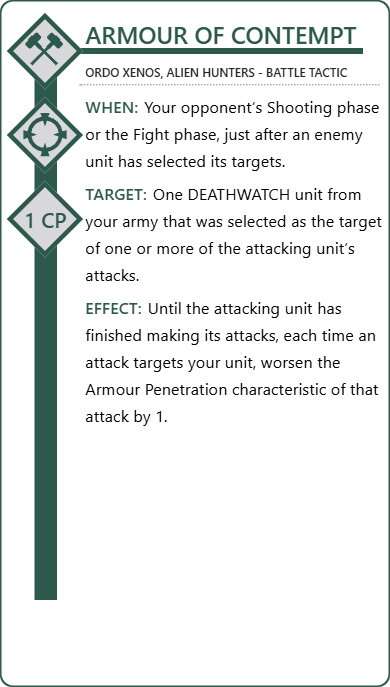 ARMOUR OF CONTEMPT
ORDO XENOS, ALIEN HUNTERS - BATTLE TACTIC
WHEN: Your opponent's Shooting phase
or the Fight phase, just after an enemy
unit has selected its targets.
1 CP
TARGET: One DEATHWATCH unit from
your army that was selected as the target
of one or more of the attacking unit's
attacks.
EFFECT: Until the attacking unit has
finished making its attacks, each time an
attack targets your unit, worsen the
Armour Penetration characteristic of that
attack by 1.